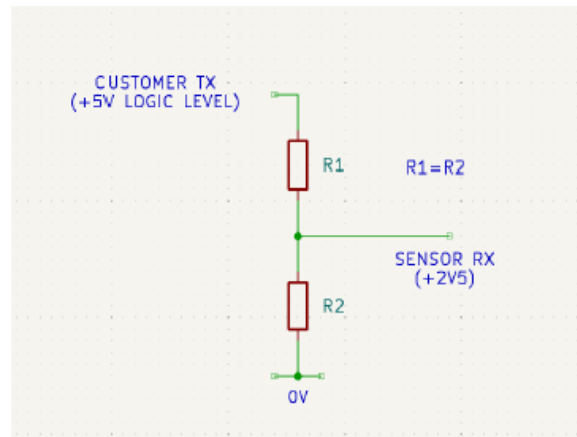 CUSTOMER TX
(+5V LOGIC LEVEL)
R1
R1=R2
SENSOR RX
(+2V5)
R2
0V